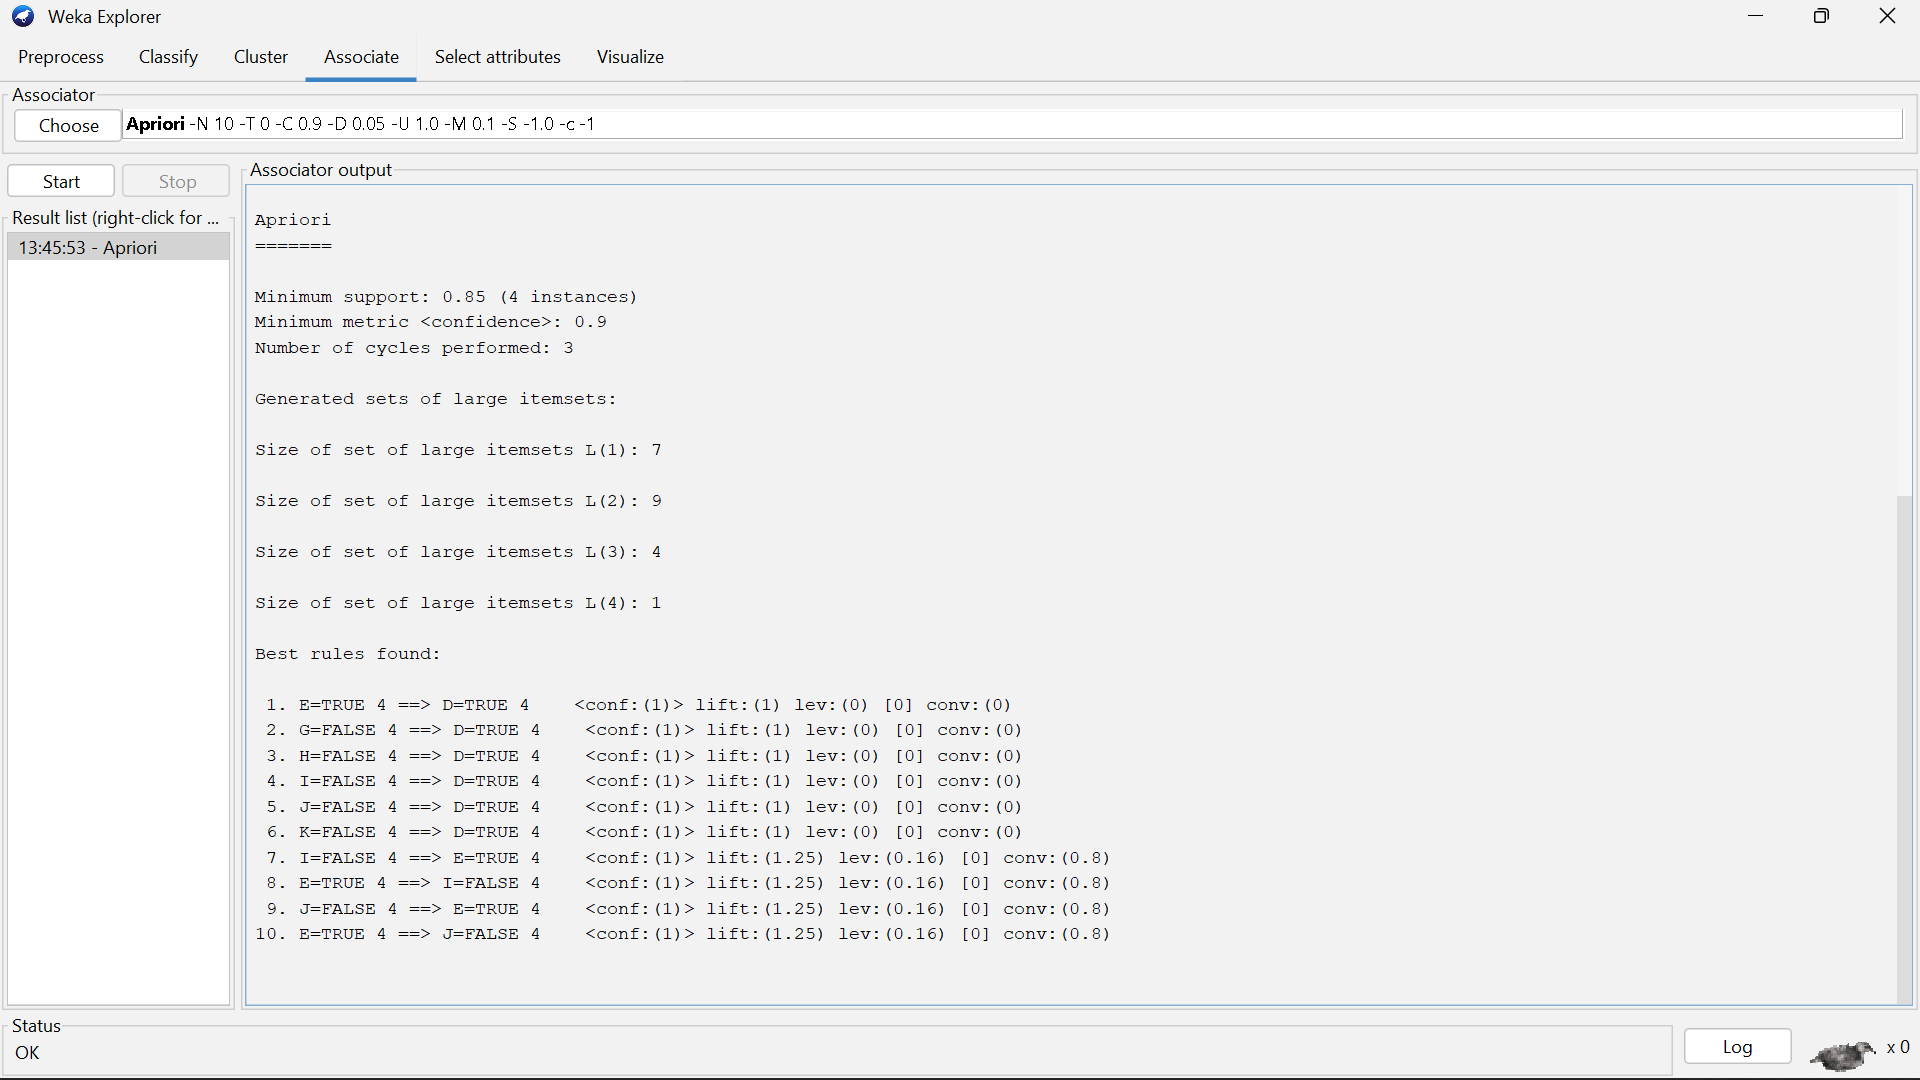 Weka Explorer
Preprocess Classify Cluster Associate Select attributes Visualize
Associator
Choose Apriori -N 10 -T 0 -C 0.9 -D 0.05 -U 1.0 -M 0.1 -S -1.0 -c -1
Start Stop
Result list (right-click for ...
13:45:53 - Apriori
Associator output
Apriori
=======
Minimum support: 0.85 (4 instances)
Minimum metric <confidence>: 0.9
Number of cycles performed: 3
Generated sets of large itemsets:
Size of set of large itemsets L(1): 7
Size of set of large itemsets L(2): 9
Size of set of large itemsets L(3): 4
Size of set of large itemsets L(4): 1
Best rules found:
1. E=TRUE 4 ==> D=TRUE 4 <conf:(1)> lift:(1) lev:(0) [0] conv:(0)
2. G=FALSE 4 ==> D=TRUE 4 <conf:(1)> lift:(1) lev:(0) [0] conv:(0)
3. H=FALSE 4 ==> D=TRUE 4 <conf:(1)> lift:(1) lev:(0) [0] conv:(0)
4. I=FALSE 4 ==> D=TRUE 4 <conf:(1)> lift:(1) lev:(0) [0] conv:(0)
5. J=FALSE 4 ==> D=TRUE 4 <conf:(1)> lift:(1) lev:(0) [0] conv:(0)
6. K=FALSE 4 ==> D=TRUE 4 <conf:(1)> lift:(1) lev:(0) [0] conv:(0)
7. I=FALSE 4 ==> E=TRUE 4 <conf:(1)> lift:(1.25) lev:(0.16) [0] conv:(0.8)
8. E=TRUE 4 ==> I=FALSE 4 <conf:(1)> lift:(1.25) lev:(0.16) [0] conv:(0.8)
9. J=FALSE 4 ==> E=TRUE 4 <conf:(1)> lift:(1.25) lev:(0.16) [0] conv:(0.8)
10. E=TRUE 4 ==> J=FALSE 4 <conf:(1)> lift:(1.25) lev:(0.16) [0] conv:(0.8)
Status
OK
Log
x 0